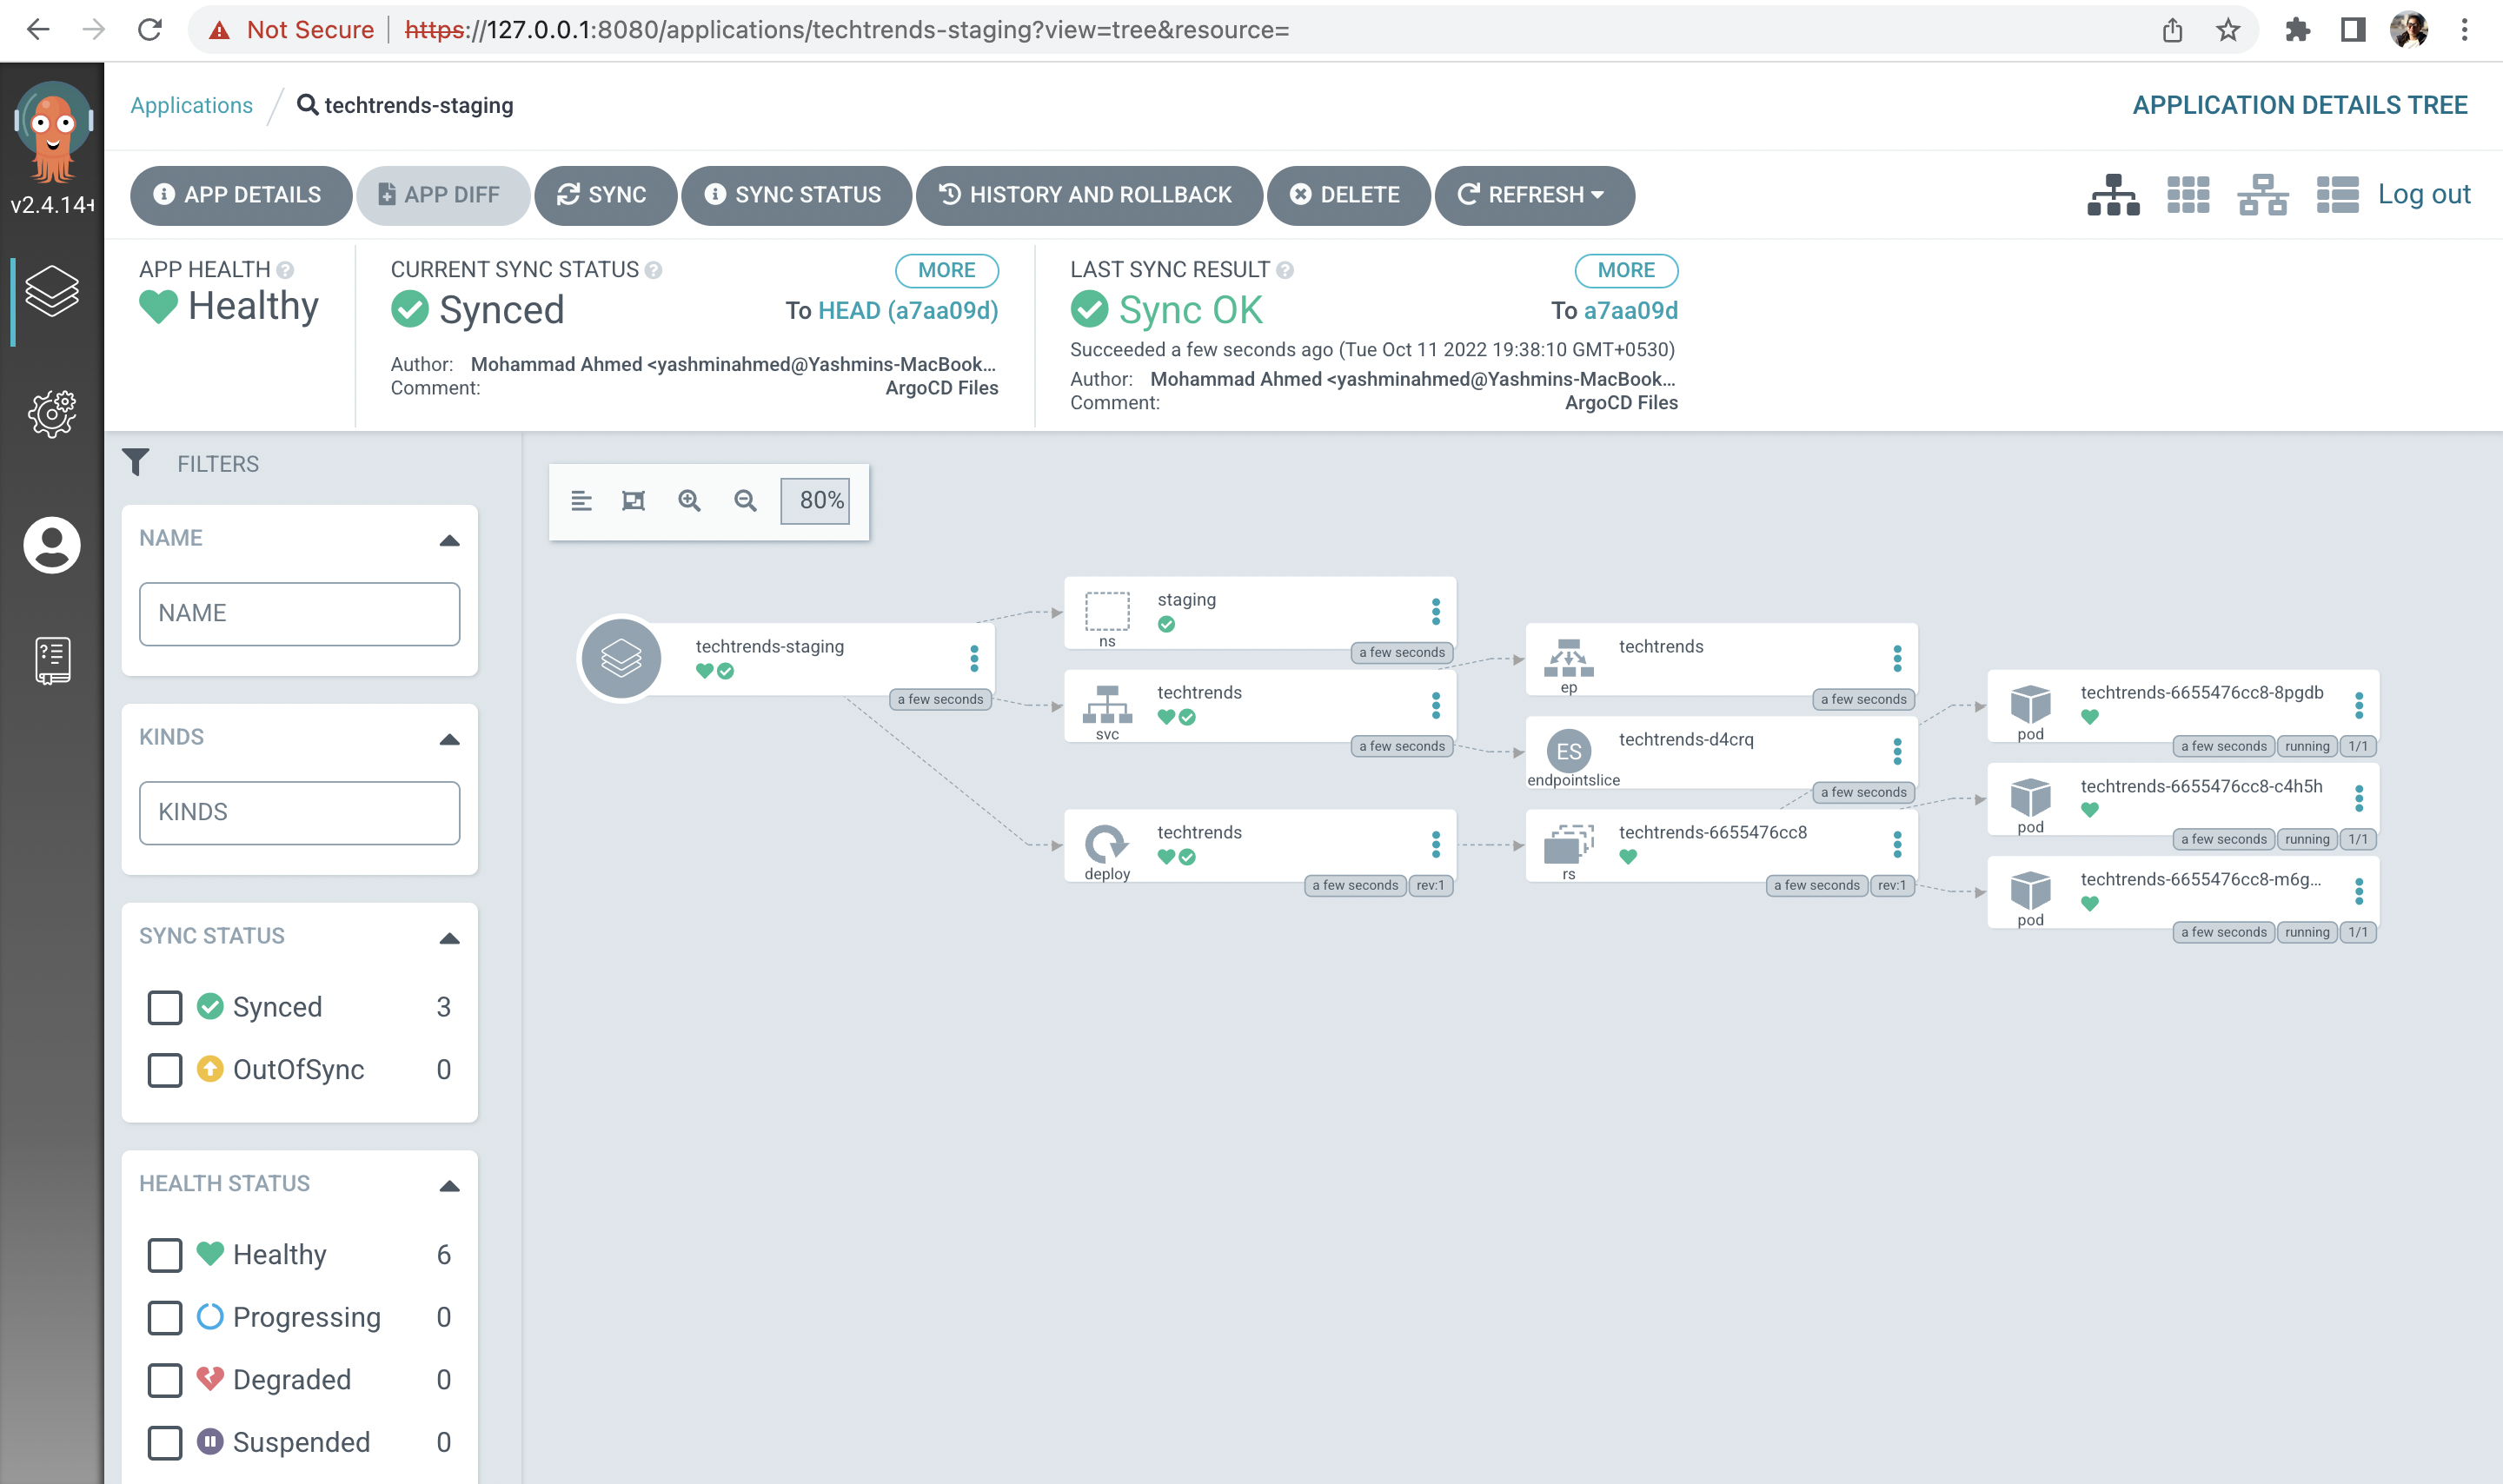 Not Secure | https://127.0.0.1:8080/applications/techtrends-staging?view=tree&resource=
Applications / techtrends-staging
APPLICATION DETAILS TREE
v2.4.14+
APP DETAILS
APP DIFF
SYNC
SYNC STATUS
HISTORY AND ROLLBACK
DELETE
REFRESH
Log out
APP HEALTH
Healthy
CURRENT SYNC STATUS
MORE
Synced
To HEAD (a7aa09d)
Author: Mohammad Ahmed <yashminahmed@Yashmins-MacBook...
Comment: ArgoCD Files
LAST SYNC RESULT
MORE
Sync OK
To a7aa09d
Succeeded a few seconds ago (Tue Oct 11 2022 19:38:10 GMT+0530)
Author: Mohammad Ahmed <yashminahmed@Yashmins-MacBook...
Comment: ArgoCD Files
FILTERS
NAME
NAME
KINDS
KINDS
SYNC STATUS
Synced 3
OutOfSync 0
HEALTH STATUS
Healthy 6
Progressing 0
Degraded 0
Suspended 0
80%
techtrends-staging
a few seconds
staging
ns
a few seconds
techtrends
svc
a few seconds
techtrends
deploy
a few seconds rev:1
techtrends
ep
a few seconds
ES
techtrends-d4crq
endpointslice
a few seconds
techtrends-6655476cc8
rs
a few seconds rev:1
techtrends-6655476cc8-8pgdb
pod
a few seconds running 1/1
techtrends-6655476cc8-c4h5h
pod
a few seconds running 1/1
techtrends-6655476cc8-m6g...
pod
a few seconds running 1/1